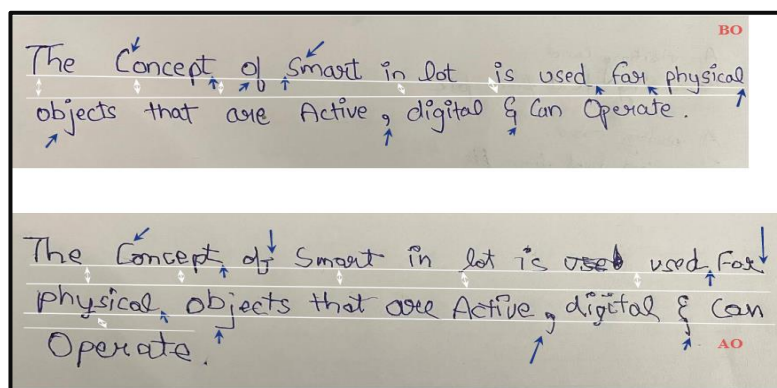 BO
The Concept of Smart in lot is used for physical
objects that are Active, digital & Can Operate.
The Concept of Smart in lot is used used For
physical objects that are Active, digital & Can
Operate.
AO